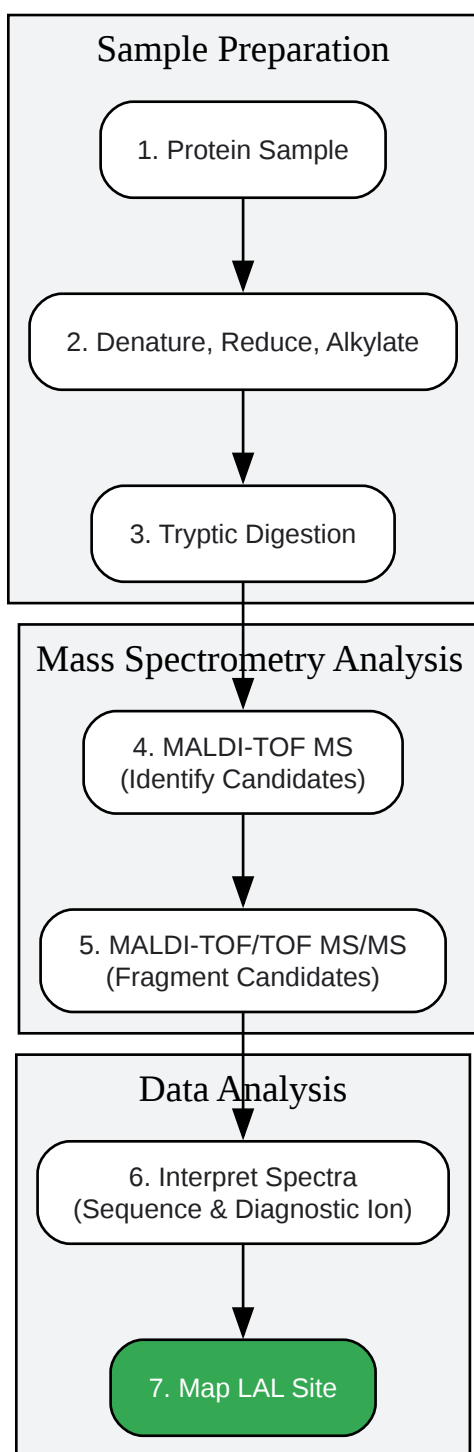 Sample Preparation
1. Protein Sample
2. Denature, Reduce, Alkylate
3. Tryptic Digestion
Mass Spectrometry Analysis
4. MALDI-TOF MS
(Identify Candidates)
5. MALDI-TOF/TOF MS/MS
(Fragment Candidates)
Data Analysis
6. Interpret Spectra
(Sequence & Diagnostic Ion)
7. Map LAL Site